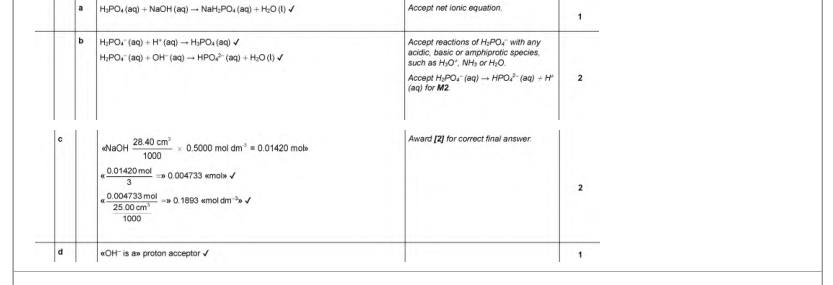 a H₃PO₄ (aq) + NaOH (aq) → NaH₂PO₄ (aq) + H₂O (l) ✓ Accept net ionic equation. 1
b H₂PO₄⁻ (aq) + H⁺ (aq) → H₃PO₄ (aq) ✓
H₂PO₄⁻ (aq) + OH⁻ (aq) → HPO₄²⁻ (aq) + H₂O (l) ✓
Accept reactions of H₂PO₄⁻ with any
acidic, basic or amphiprotic species,
such as H₃O⁺, NH₃ or H₂O.
Accept H₂PO₄⁻ (aq) → HPO₄²⁻ (aq) + H⁺
(aq) for M2.
2
c «NaOH 28.40 cm³ / 1000 × 0.5000 mol dm⁻³ = 0.01420 mol»
«0.01420 mol / 3 =» 0.004733 «mol» ✓
«0.004733 mol / 25.00 cm³ / 1000 =» 0.1893 «mol dm⁻³» ✓
Award [2] for correct final answer.
2
d «OH⁻ is a» proton acceptor ✓ 1